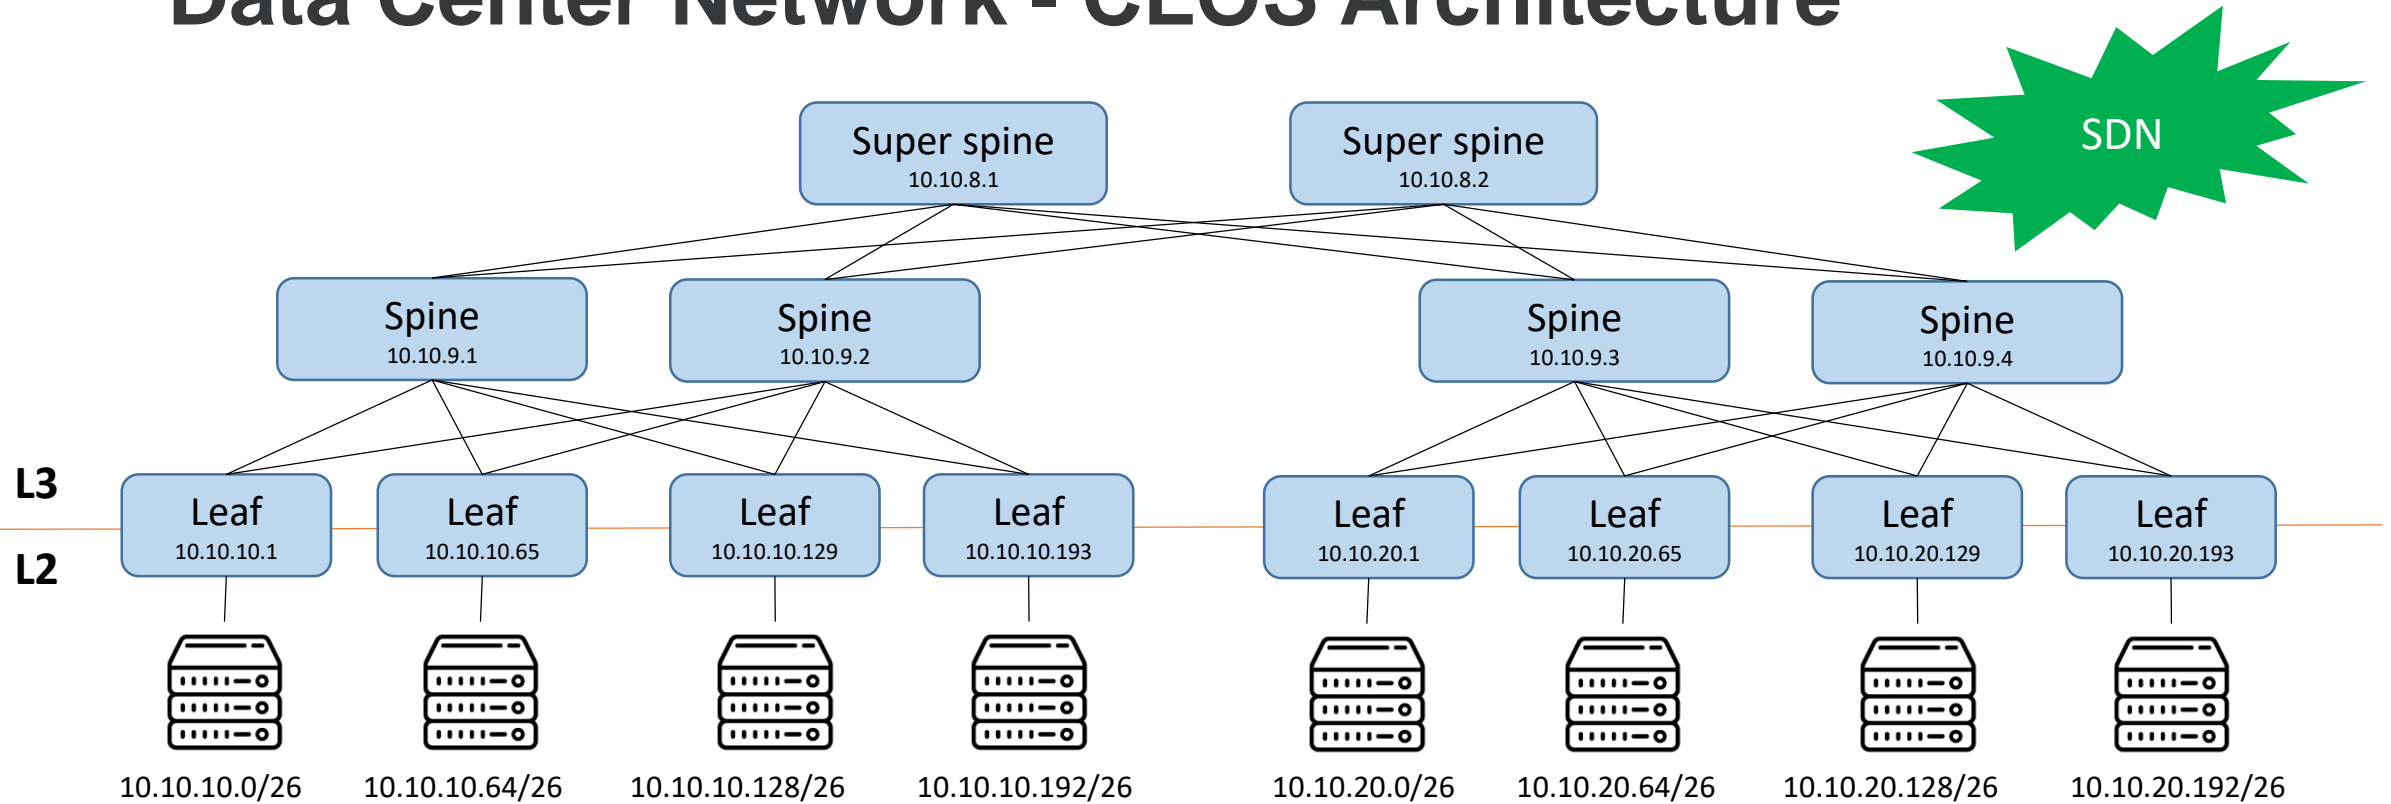 Data Center Network - CLOS Architecture
SDN
Super spine
10.10.8.1
Super spine
10.10.8.2
Spine
10.10.9.1
Spine
10.10.9.2
Spine
10.10.9.3
Spine
10.10.9.4
L3
L2
Leaf
10.10.10.1
Leaf
10.10.10.65
Leaf
10.10.10.129
Leaf
10.10.10.193
Leaf
10.10.20.1
Leaf
10.10.20.65
Leaf
10.10.20.129
Leaf
10.10.20.193
10.10.10.0/26
10.10.10.64/26
10.10.10.128/26
10.10.10.192/26
10.10.20.0/26
10.10.20.64/26
10.10.20.128/26
10.10.20.192/26